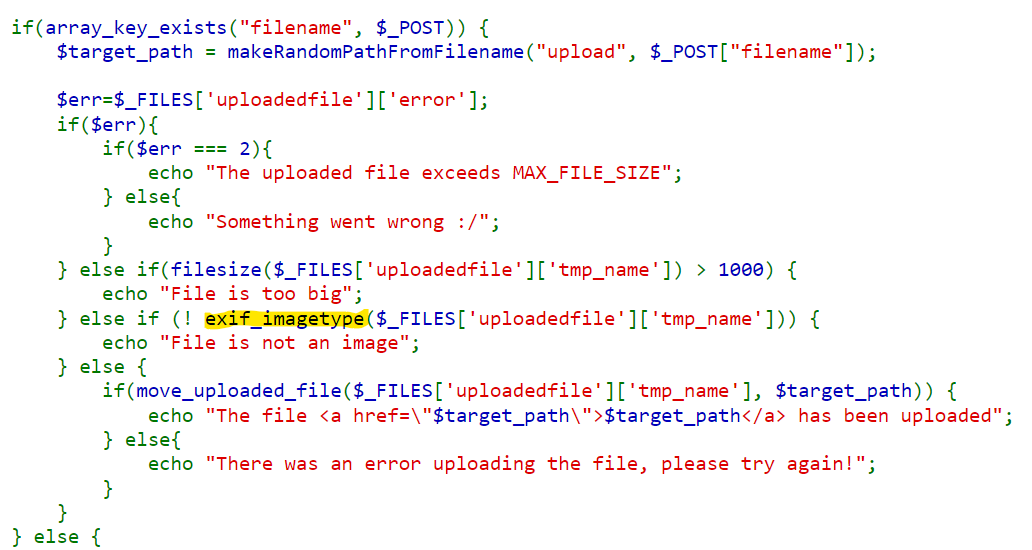 if(array_key_exists("filename", $_POST)) {
    $target_path = makeRandomPathFromFilename("upload", $_POST["filename"]);

    $err=$_FILES['uploadedfile']['error'];
    if($err){
        if($err === 2){
            echo "The uploaded file exceeds MAX_FILE_SIZE";
        } else{
            echo "Something went wrong :/";
        }
    } else if(filesize($_FILES['uploadedfile']['tmp_name']) > 1000) {
        echo "File is too big";
    } else if (! exif_imagetype($_FILES['uploadedfile']['tmp_name'])) {
        echo "File is not an image";
    } else {
        if(move_uploaded_file($_FILES['uploadedfile']['tmp_name'], $target_path)) {
            echo "The file <a href=\"$target_path\">$target_path</a> has been uploaded";
        } else{
            echo "There was an error uploading the file, please try again!";
        }
    }
} else {